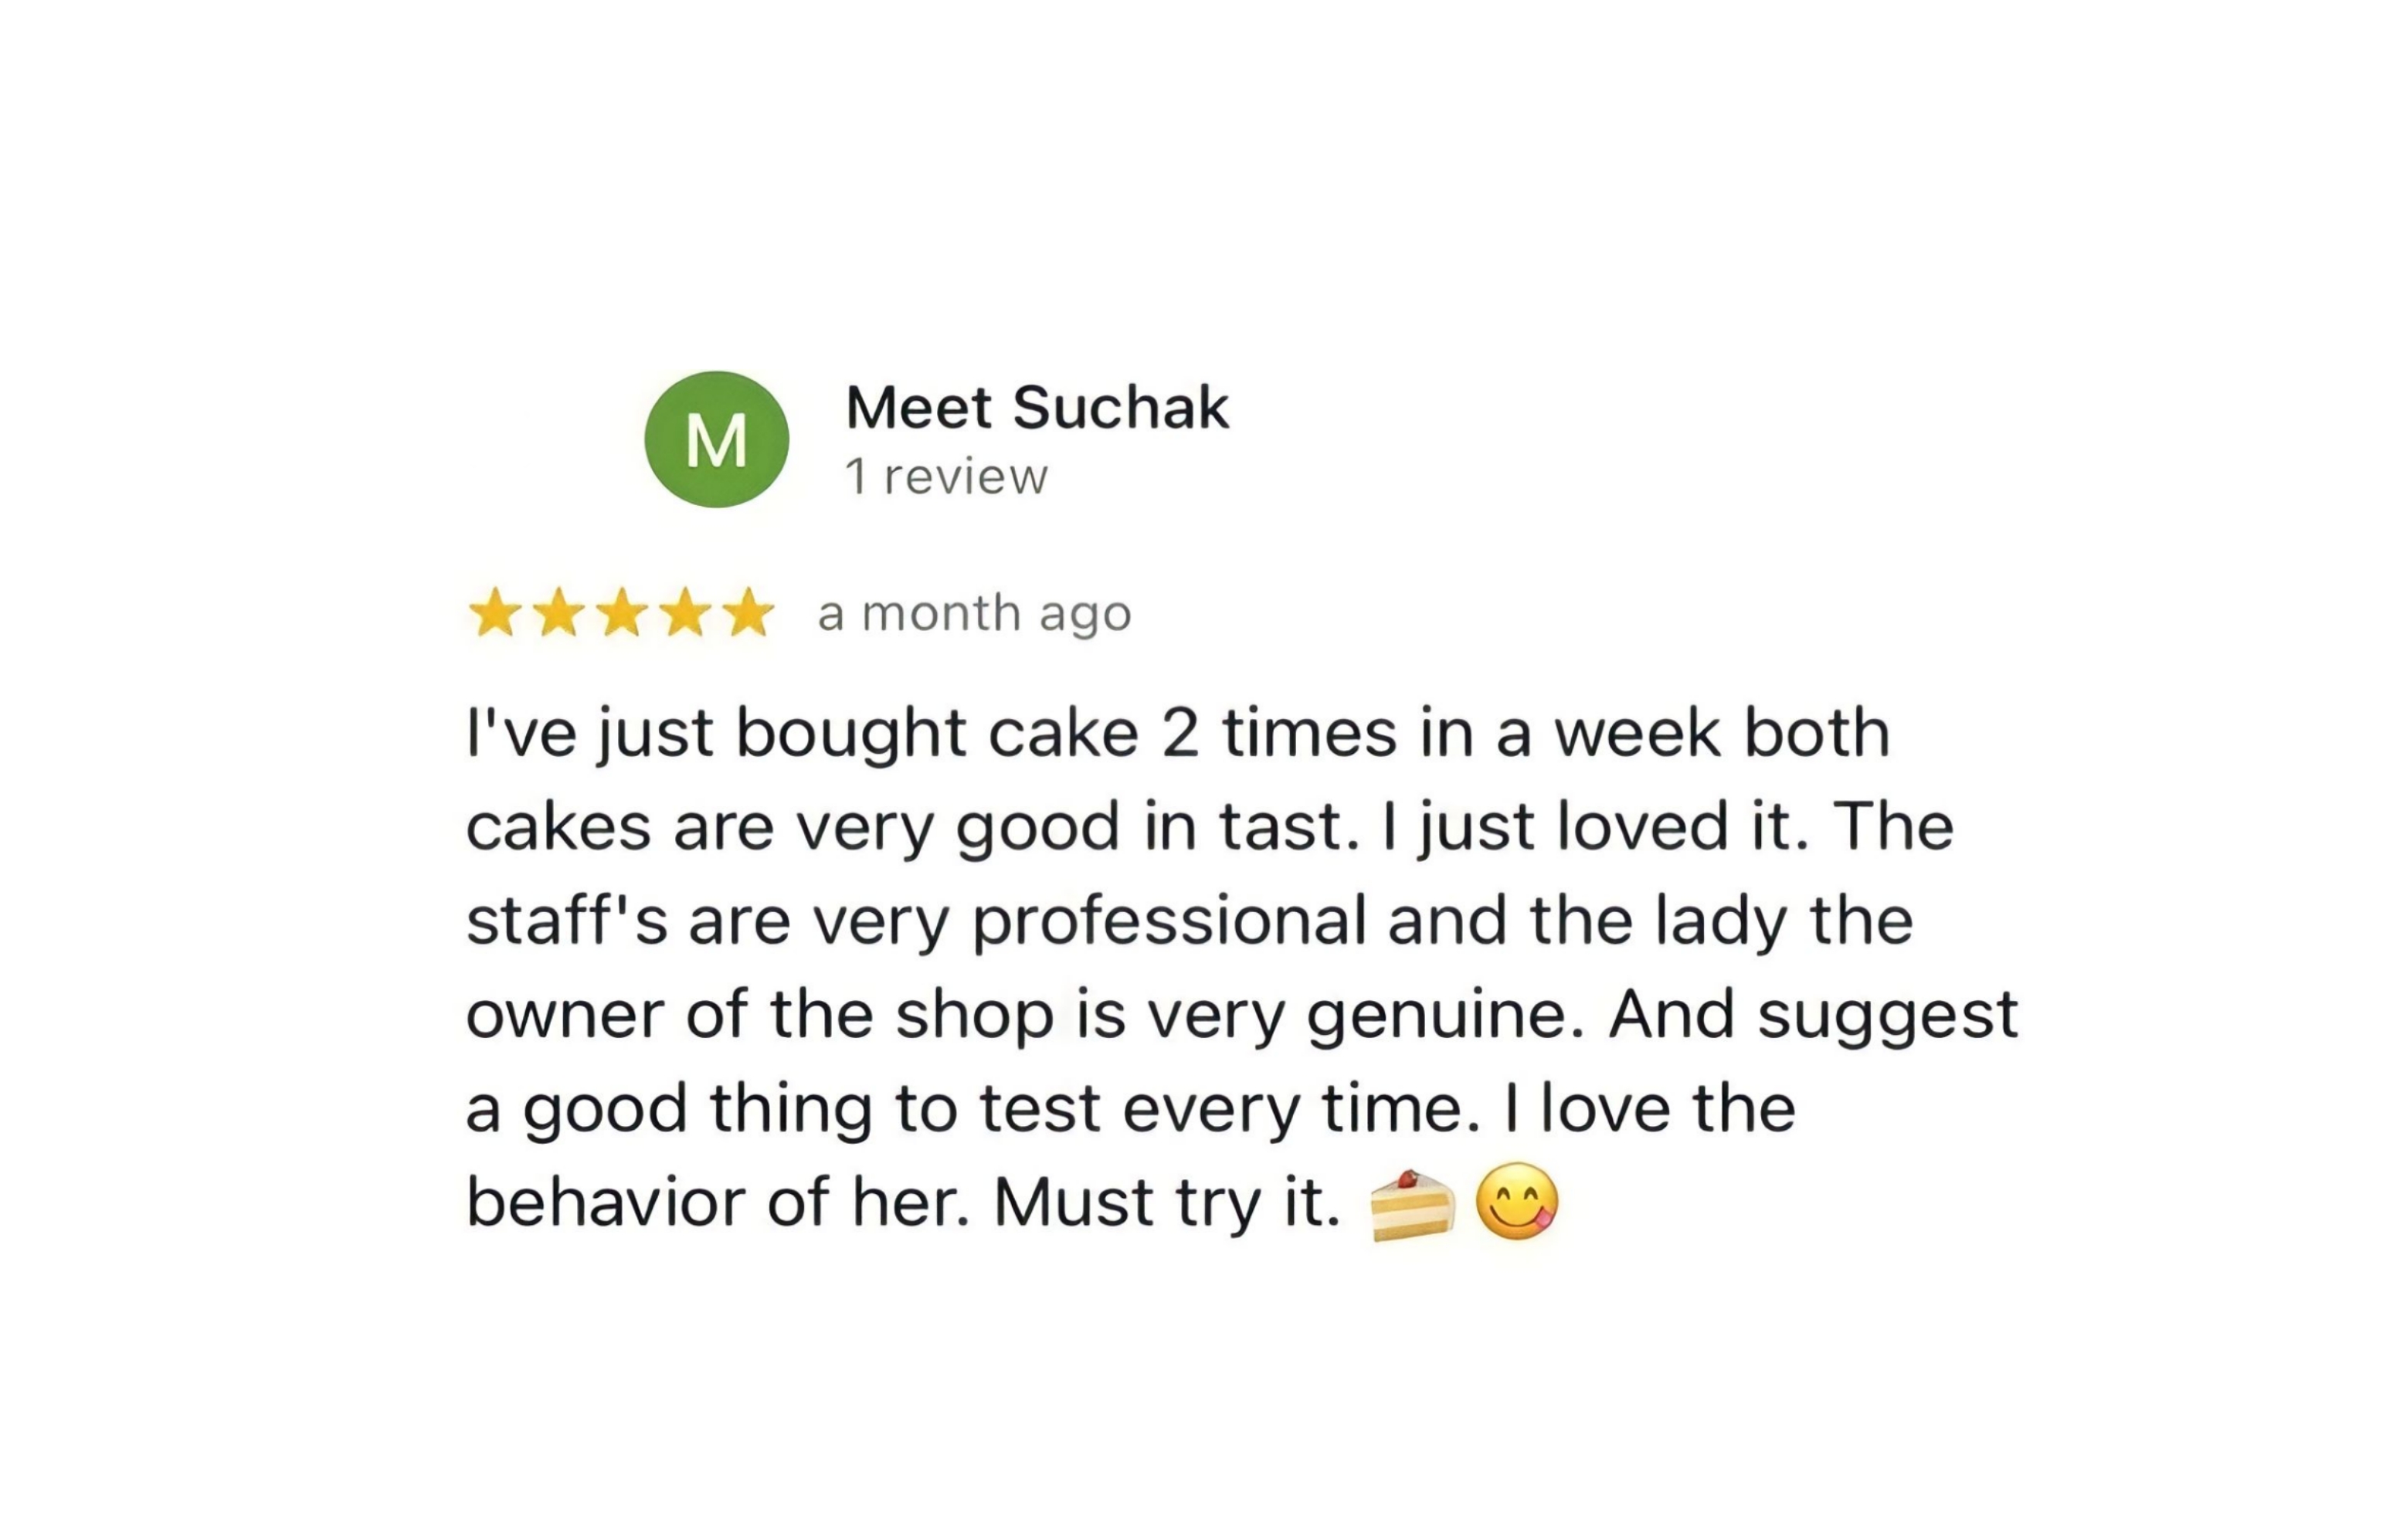 M
Meet Suchak
1 review
★★★★★ a month ago
I've just bought cake 2 times in a week both
cakes are very good in tast. I just loved it. The
staff's are very professional and the lady the
owner of the shop is very genuine. And suggest
a good thing to test every time. I love the
behavior of her. Must try it. 🍰 😋